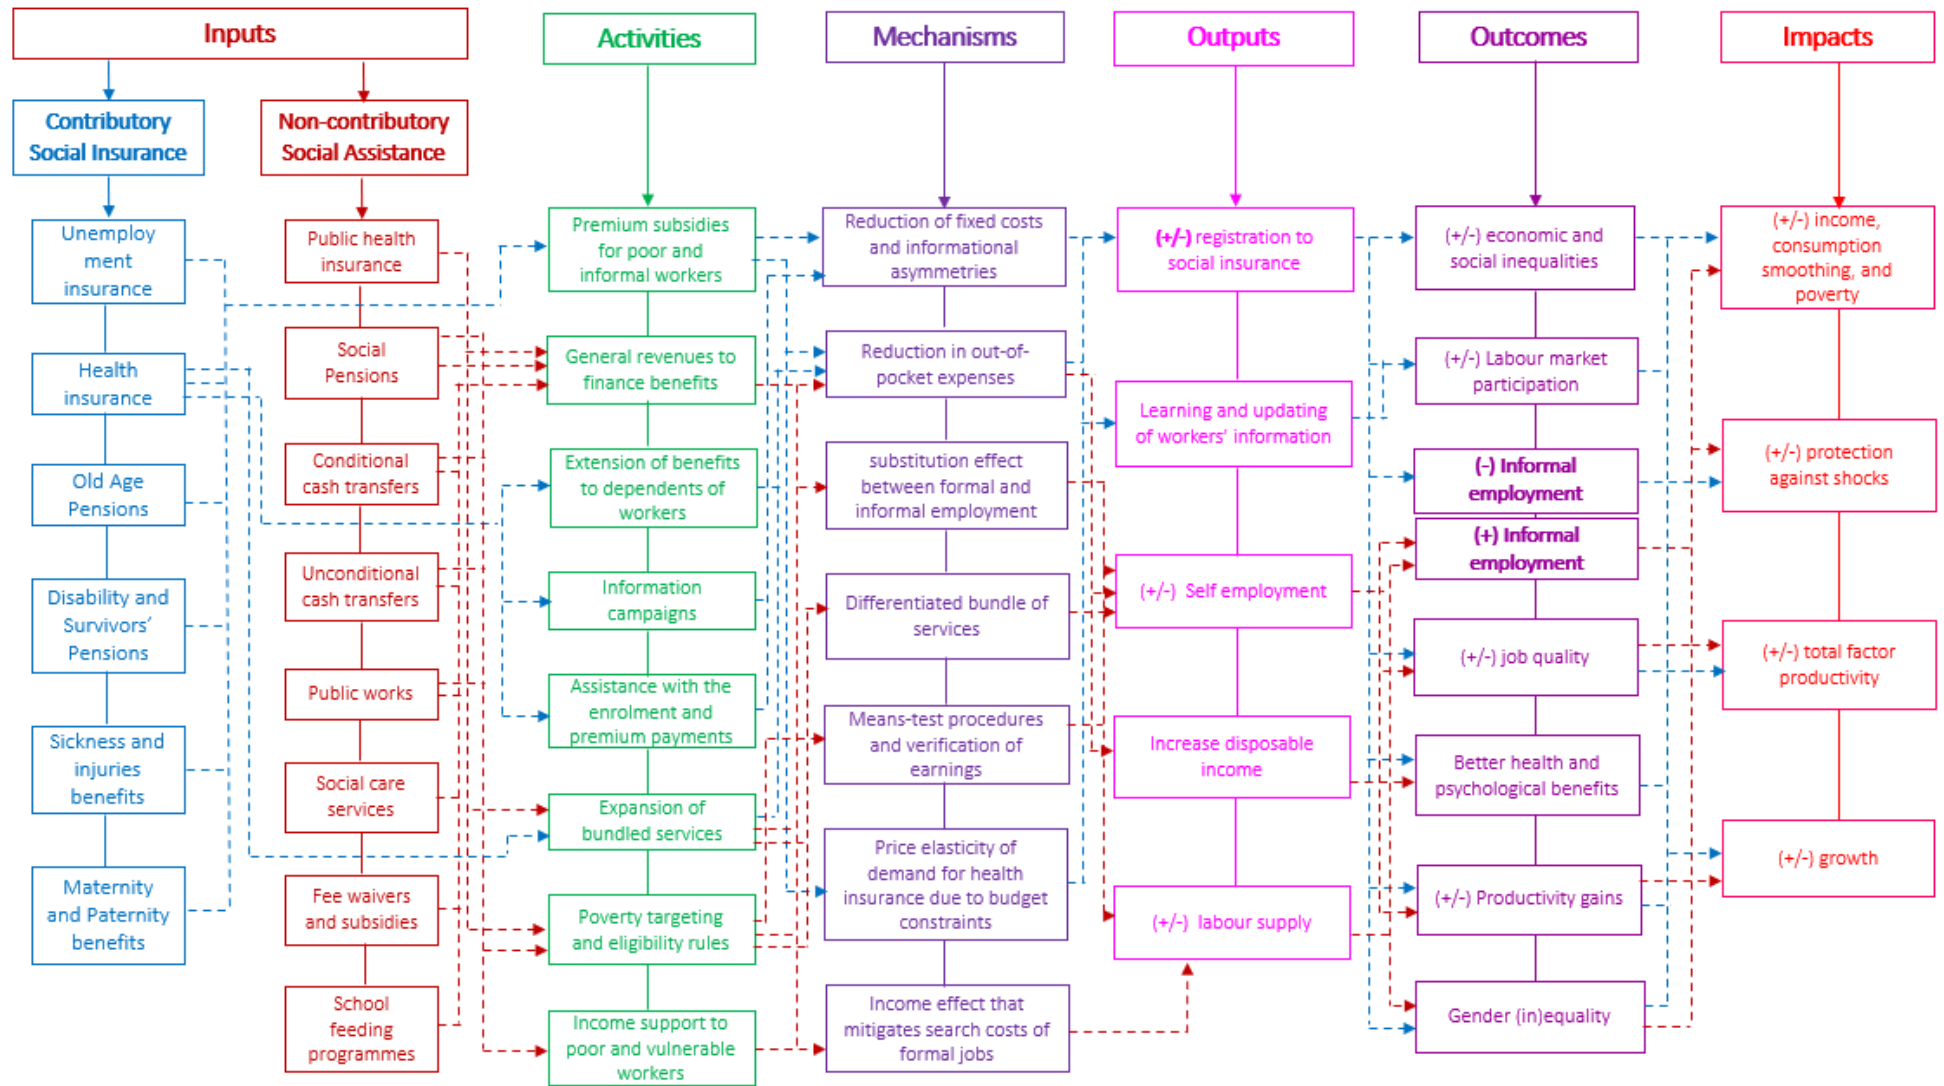 Inputs
Activities
Mechanisms
Outputs
Outcomes
Impacts
Contributory
Social Insurance
Non-contributory
Social Assistance
Unemploy
ment
insurance
Health
insurance
Old Age
Pensions
Disability and
Survivors'
Pensions
Sickness and
injuries
benefits
Maternity
and Paternity
benefits
Public health
insurance
Social
Pensions
Conditional
cash transfers
Unconditional
cash transfers
Public works
Social care
services
Fee waivers
and subsidies
School
feeding
programmes
Premium subsidies
for poor and
informal workers
General revenues to
finance benefits
Extension of benefits
to dependents of
workers
Information
campaigns
Assistance with the
enrolment and
premium payments
Expansion of
bundled services
Poverty targeting
and eligibility rules
Income support to
poor and vulnerable
workers
Reduction of fixed costs
and informational
asymmetries
Reduction in out-of-
pocket expenses
substitution effect
between formal and
informal employment
Differentiated bundle of
services
Means-test procedures
and verification of
earnings
Price elasticity of
demand for health
insurance due to budget
constraints
Income effect that
mitigates search costs of
formal jobs
(+/-) registration to
social insurance
Learning and updating
of workers' information
(+/-) Self employment
Increase disposable
income
(+/-) labour supply
(+/-) economic and
social inequalities
(+/-) Labour market
participation
(-) Informal
employment
(+) Informal
employment
(+/-) job quality
Better health and
psychological benefits
(+/-) Productivity gains
Gender (in)equality
(+/-) income,
consumption
smoothing, and
poverty
(+/-) protection
against shocks
(+/-) total factor
productivity
(+/-) growth